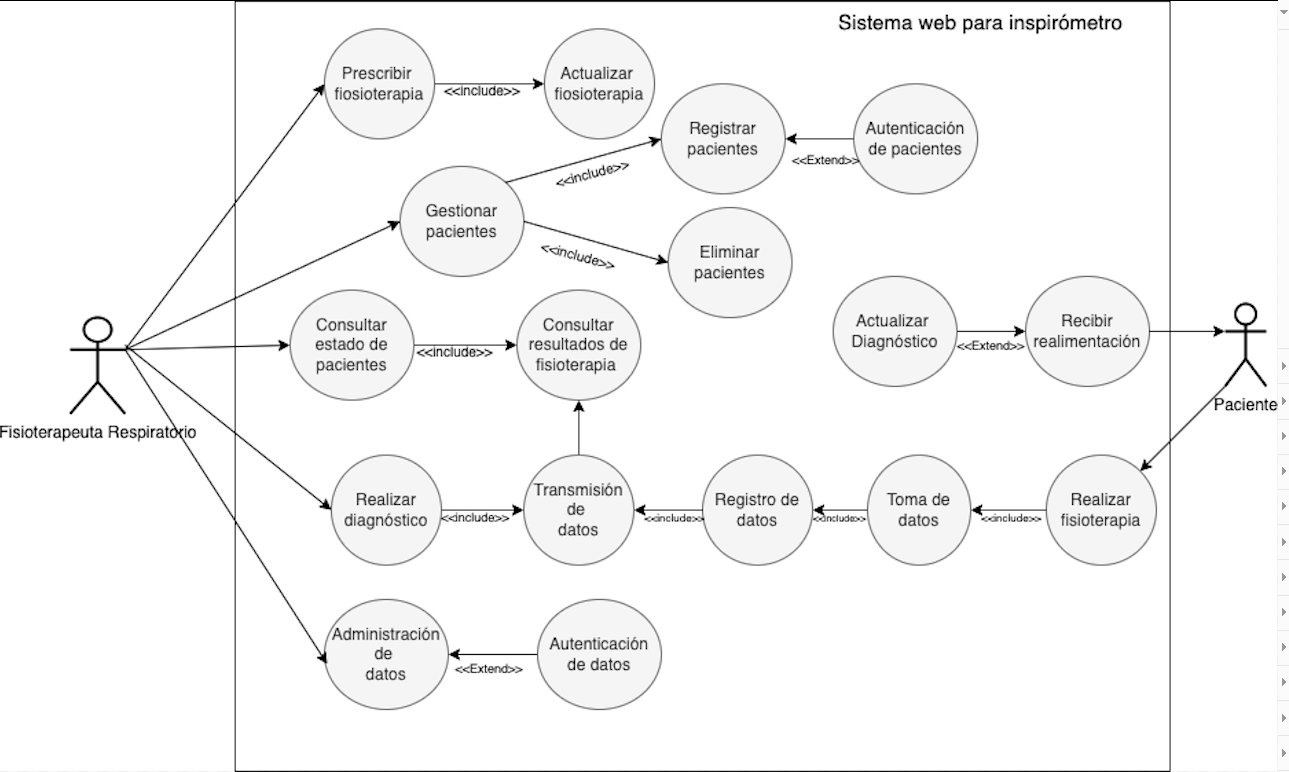 Sistema web para inspirómetro
Prescribir
fiosioterapia
<<include>>
Actualizar
fiosioterapia
Registrar
pacientes
<<Extend>>
Autenticación
de pacientes
<<include>>
Gestionar
pacientes
<<include>>
Eliminar
pacientes
Consultar
estado de
pacientes
<<include>>
Consultar
resultados de
fisioterapia
Actualizar
Diagnóstico
<<Extend>>
Recibir
realimentación
Fisioterapeuta Respiratorio
Paciente
Realizar
diagnóstico
<<include>>
Transmisión
de
datos
<<include>>
Registro de
datos
<<include>>
Toma de
datos
<<include>>
Realizar
fisioterapia
Administración
de
datos
<<Extend>>
Autenticación
de datos